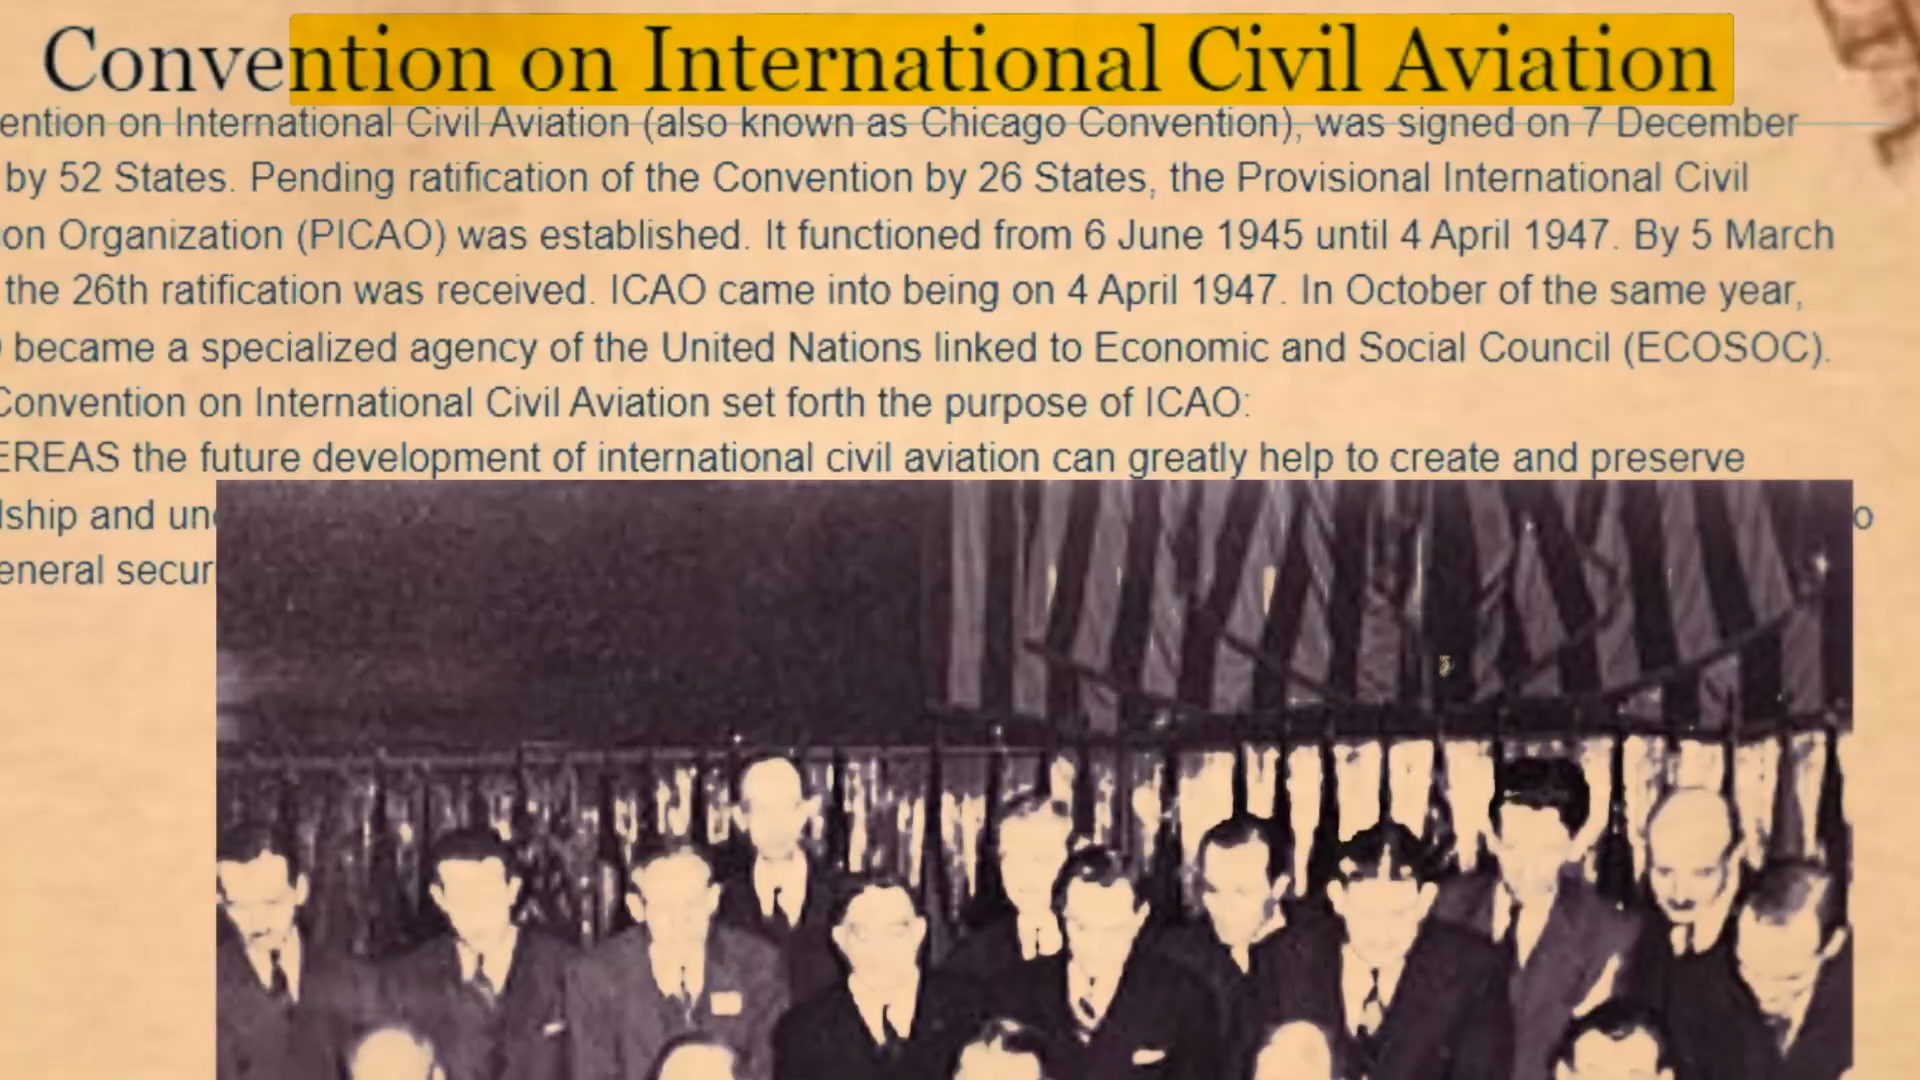 Convention on International Civil Aviation
ention on International Civil Aviation (also known as Chicago Convention), was signed on 7 December
by 52 States. Pending ratification of the Convention by 26 States, the Provisional International Civil
on Organization (PICAO) was established. It functioned from 6 June 1945 until 4 April 1947. By 5 March
the 26th ratification was received. ICAO came into being on 4 April 1947. In October of the same year,
became a specialized agency of the United Nations linked to Economic and Social Council (ECOSOC).
Convention on International Civil Aviation set forth the purpose of ICAO:
EREAS the future development of international civil aviation can greatly help to create and preserve
dship and un o
eneral secur